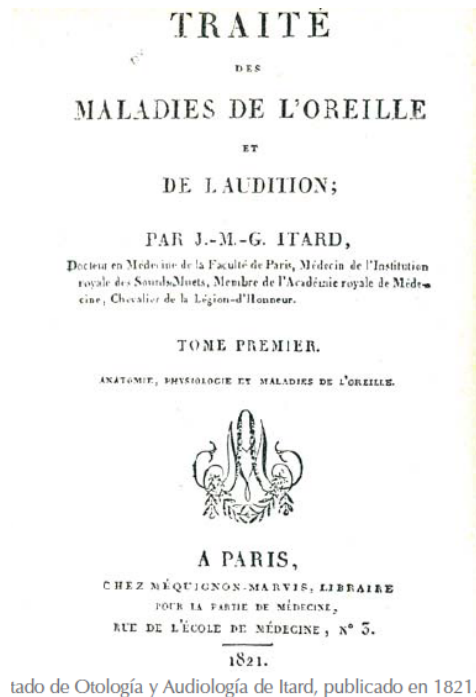 TRAITÉ
DES
MALADIES DE L'OREILLE
ET
DE L'AUDITION;
PAR J.-M.-G. ITARD,
Docteur en Médecine de la Faculté de Paris, Médecin de l'Institution
royale des Sourds-Muets, Membre de l'Académie royale de Méde-
cine, Chevalier de la Légion-d'Honneur.
TOME PREMIER.
ANATOMIE, PHYSIOLOGIE ET MALADIES DE L'OREILLE.
A PARIS,
CHEZ MÉQUIGNON-MARVIS, LIBRAIRE
POUR LA PARTIE DE MÉDECINE,
RUE DE L'ÉCOLE DE MÉDECINE, N° 3.
1821.
tado de Otología y Audiología de Itard, publicado en 1821